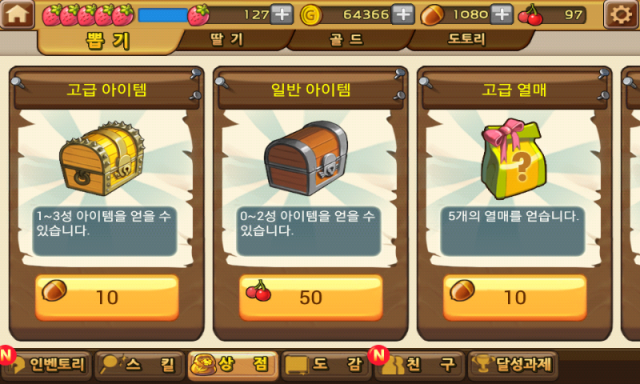 127 64366 1080 97
뽑 기 딸 기 골 드 도토리
고급 아이템
1~3성 아이템을 얻을 수
있습니다.
10
일반 아이템
0~2성 아이템을 얻을 수
있습니다.
50
고급 열매
?
5개의 열매를 얻습니다.
10
N 인벤토리 스 킬 상 점 도 감 N 친 구 달성과제